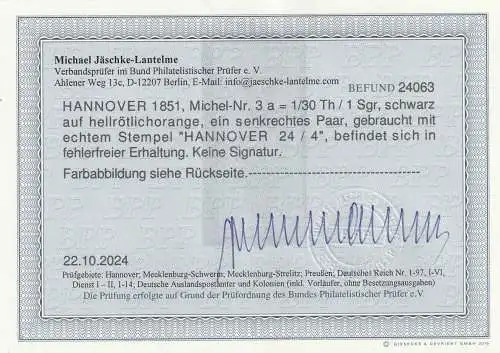 Michael Jäschke-Lantelme
Verbandsprüfer im Bund Philatelistischer Prüfer e. V.
Ahlener Weg 13c, D-12207 Berlin, E-Mail: info@jaeschke-lantelme.com
BEFUND 24063
HANNOVER 1851, Michel-Nr. 3 a = 1/30 Th / 1 Sgr, schwarz
auf hellrötlichorange, ein senkrechtes Paar, gebraucht mit
echtem Stempel "HANNOVER 24 / 4", befindet sich in
fehlerfreier Erhaltung. Keine Signatur.
Farbabbildung siehe Rückseite.
22.10.2024
Prüfgebiete: Hannover; Mecklenburg-Schwerin; Mecklenburg-Strelitz; Preußen; Deutsches Reich Nr. 1-97, I-VI,
Dienst I – II, 1-14; Deutsche Auslandspostämter und Kolonien (inkl. Vorläufer, ohne Besetzungsausgaben)
Die Prüfung erfolgte auf Grund der Prüfordnung des Bundes Philatelistischer Prüfer e.V.
GIESECKE & DEVRIENT GMBH